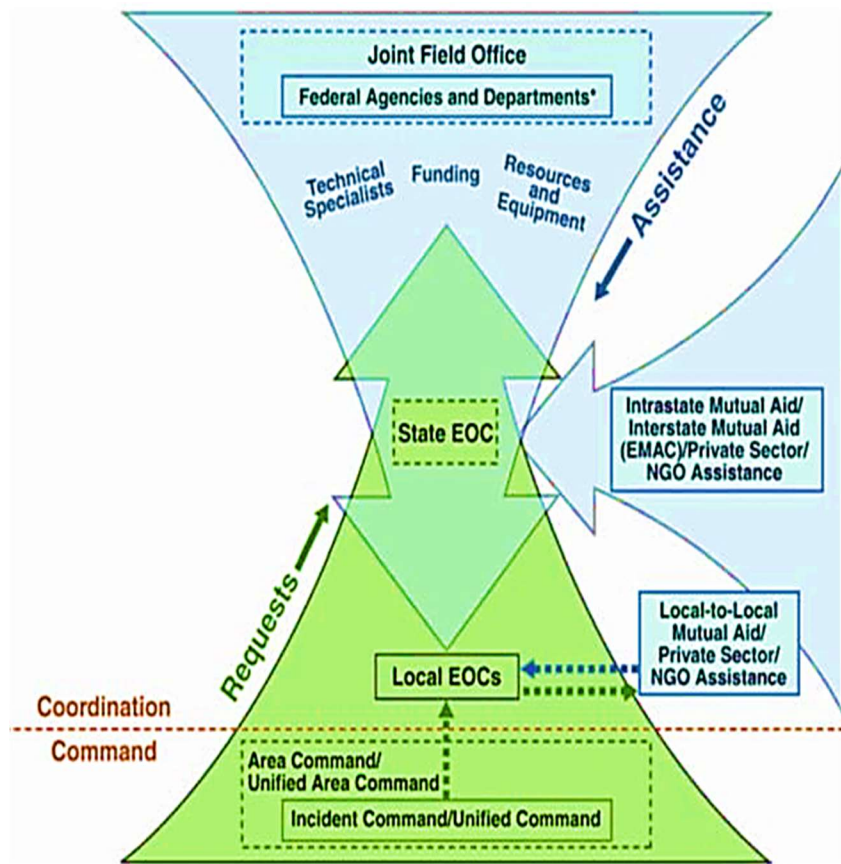 Joint Field Office
Federal Agencies and Departments*
Technical
Specialists
Funding
Resources
and
Equipment
Assistance
State EOC
Intrastate Mutual Aid/
Interstate Mutual Aid
(EMAC)/Private Sector/
NGO Assistance
Requests
Local EOCs
Local-to-Local
Mutual Aid/
Private Sector/
NGO Assistance
Coordination
Command
Area Command/
Unified Area Command
Incident Command/Unified Command